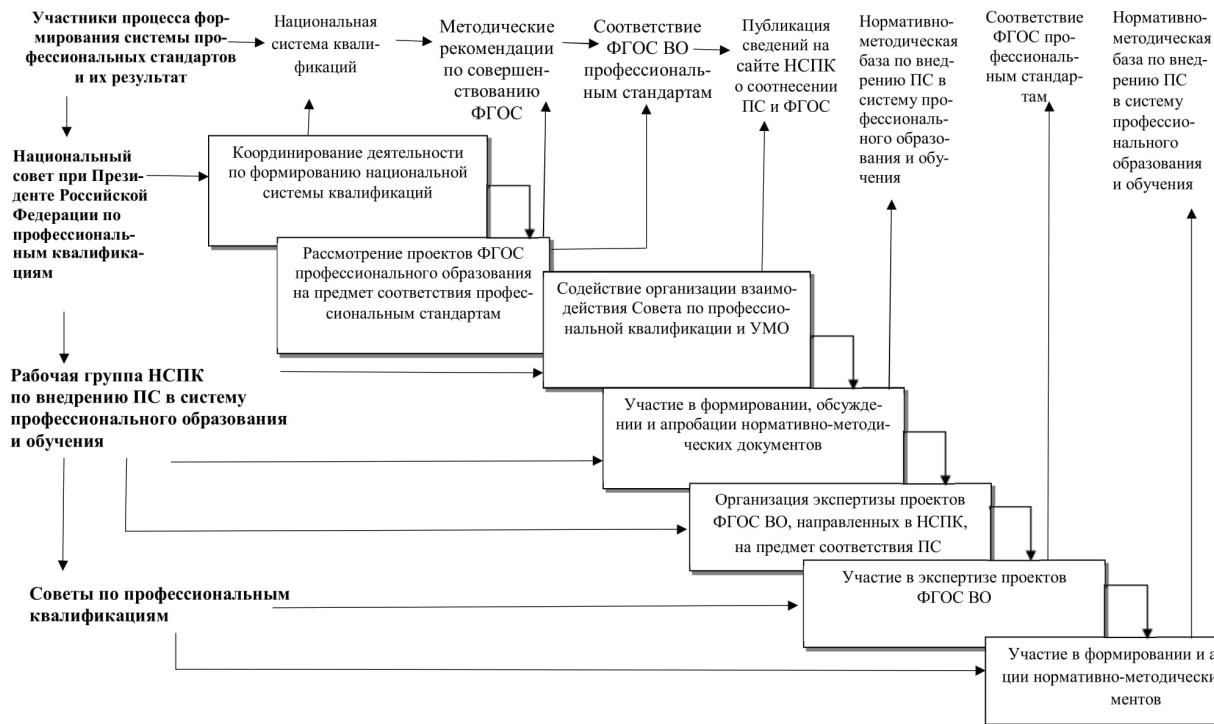 Участники процесса фор-
мирования системы про-
фессиональных стандартов
и их результат
Национальная
система квали-
фикаций
Методические
рекомендации
по совершен-
ствованию
ФГОС
Соответствие
ФГОС ВО
профессиональ-
ным стандартам
Публикация
сведений на
сайте НСПК
о соотнесении
ПС и ФГОС
Нормативно-
методическая
база по вне-
дрению ПС в
систему про-
фессиональ-
ного образо-
вания и обу-
чения
Соответствие
ФГОС про-
фессиональ-
ным стандар-
там
Нормативно-
методическая
база по вне-
дрению ПС
в систему
профессио-
нального
образования
и обучения
Национальный
совет при Прези-
денте Российской
Федерации по
профессиональ-
ным квалифика-
циям
Координирование деятельности
по формированию национальной
системы квалификаций
Рассмотрение проектов ФГОС
профессионального образования
на предмет соответствия профес-
сиональным стандартам
Содействие организации взаимо-
действия Совета по профессио-
нальной квалификации и УМО
Рабочая группа НСПК
по внедрению ПС в систему
профессионального образования
и обучения
Участие в формировании, обсужде-
нии и апробации нормативно-методи-
ческих документов
Организация экспертизы проектов
ФГОС ВО, направленных в НСПК,
на предмет соответствия ПС
Советы по профессиональным
квалификациям
Участие в экспертизе проектов
ФГОС ВО
Участие в формировании и а
ции нормативно-методически
ментов